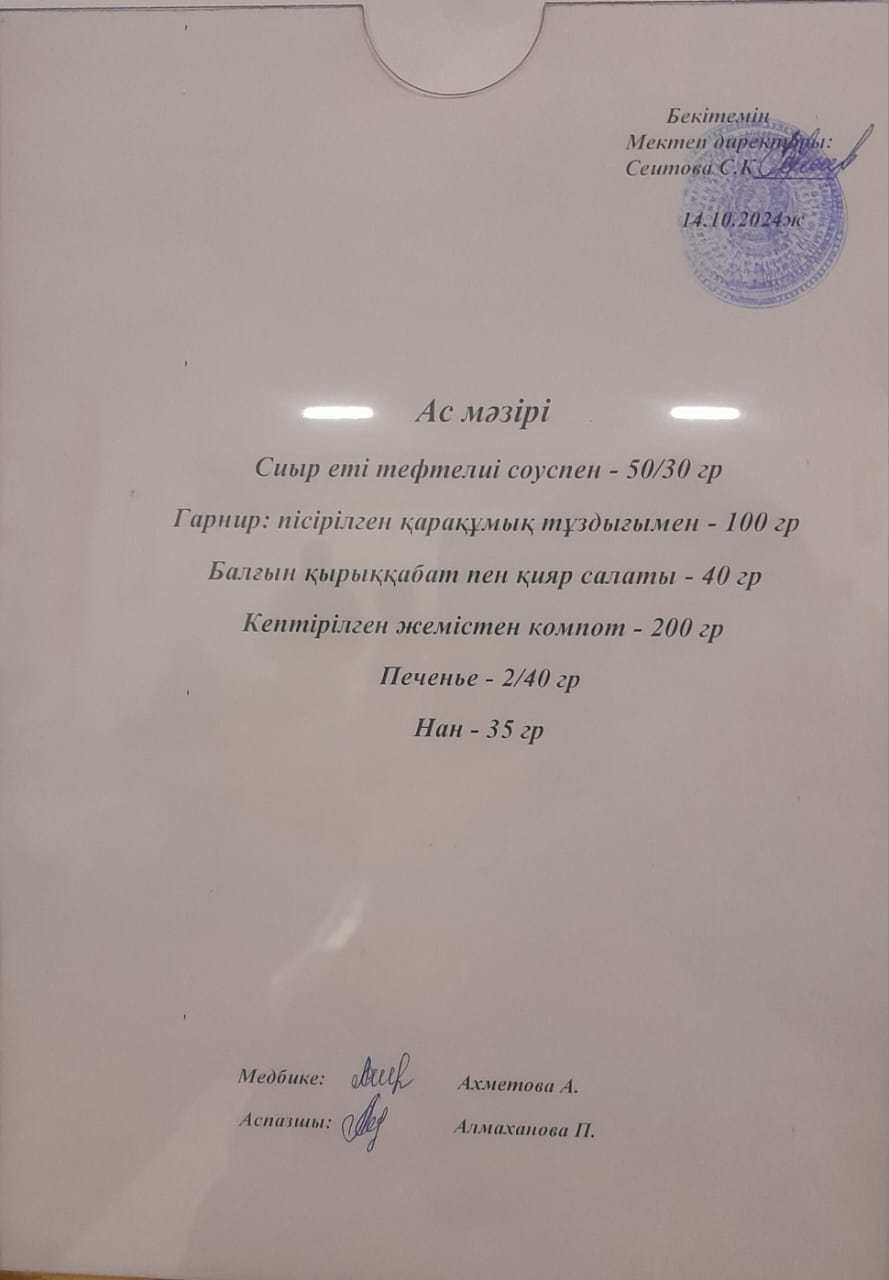 Бекітемін
Мектеп директоры:
Сеитова С.К
14.10.2024ж
Ас мәзірі
Сиыр еті тефтелиі соуспен - 50/30 гр
Гарнир: пісірілген қарақұмық тұздығымен - 100 гр
Балғын қырыққабат пен қияр салаты - 40 гр
Кептірілген жемістен компот - 200 гр
Печенье - 2/40 гр
Нан - 35 гр
Медбике: Ахметова А.
Аспазшы: Алмаханова П.